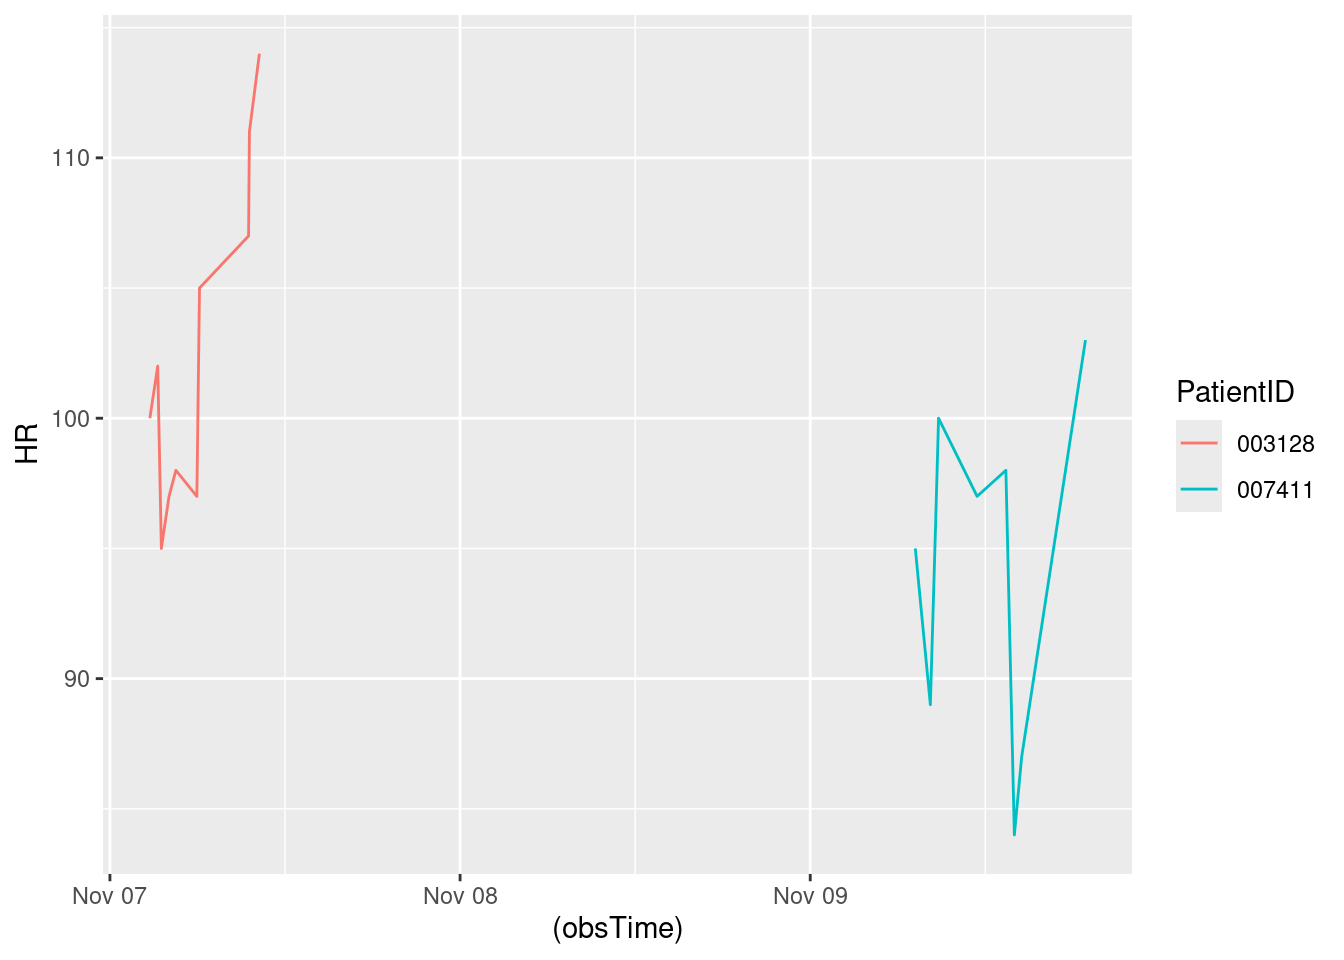 110
100
90
HR
Nov 07
Nov 08
Nov 09
(obsTime)
PatientID
003128
007411